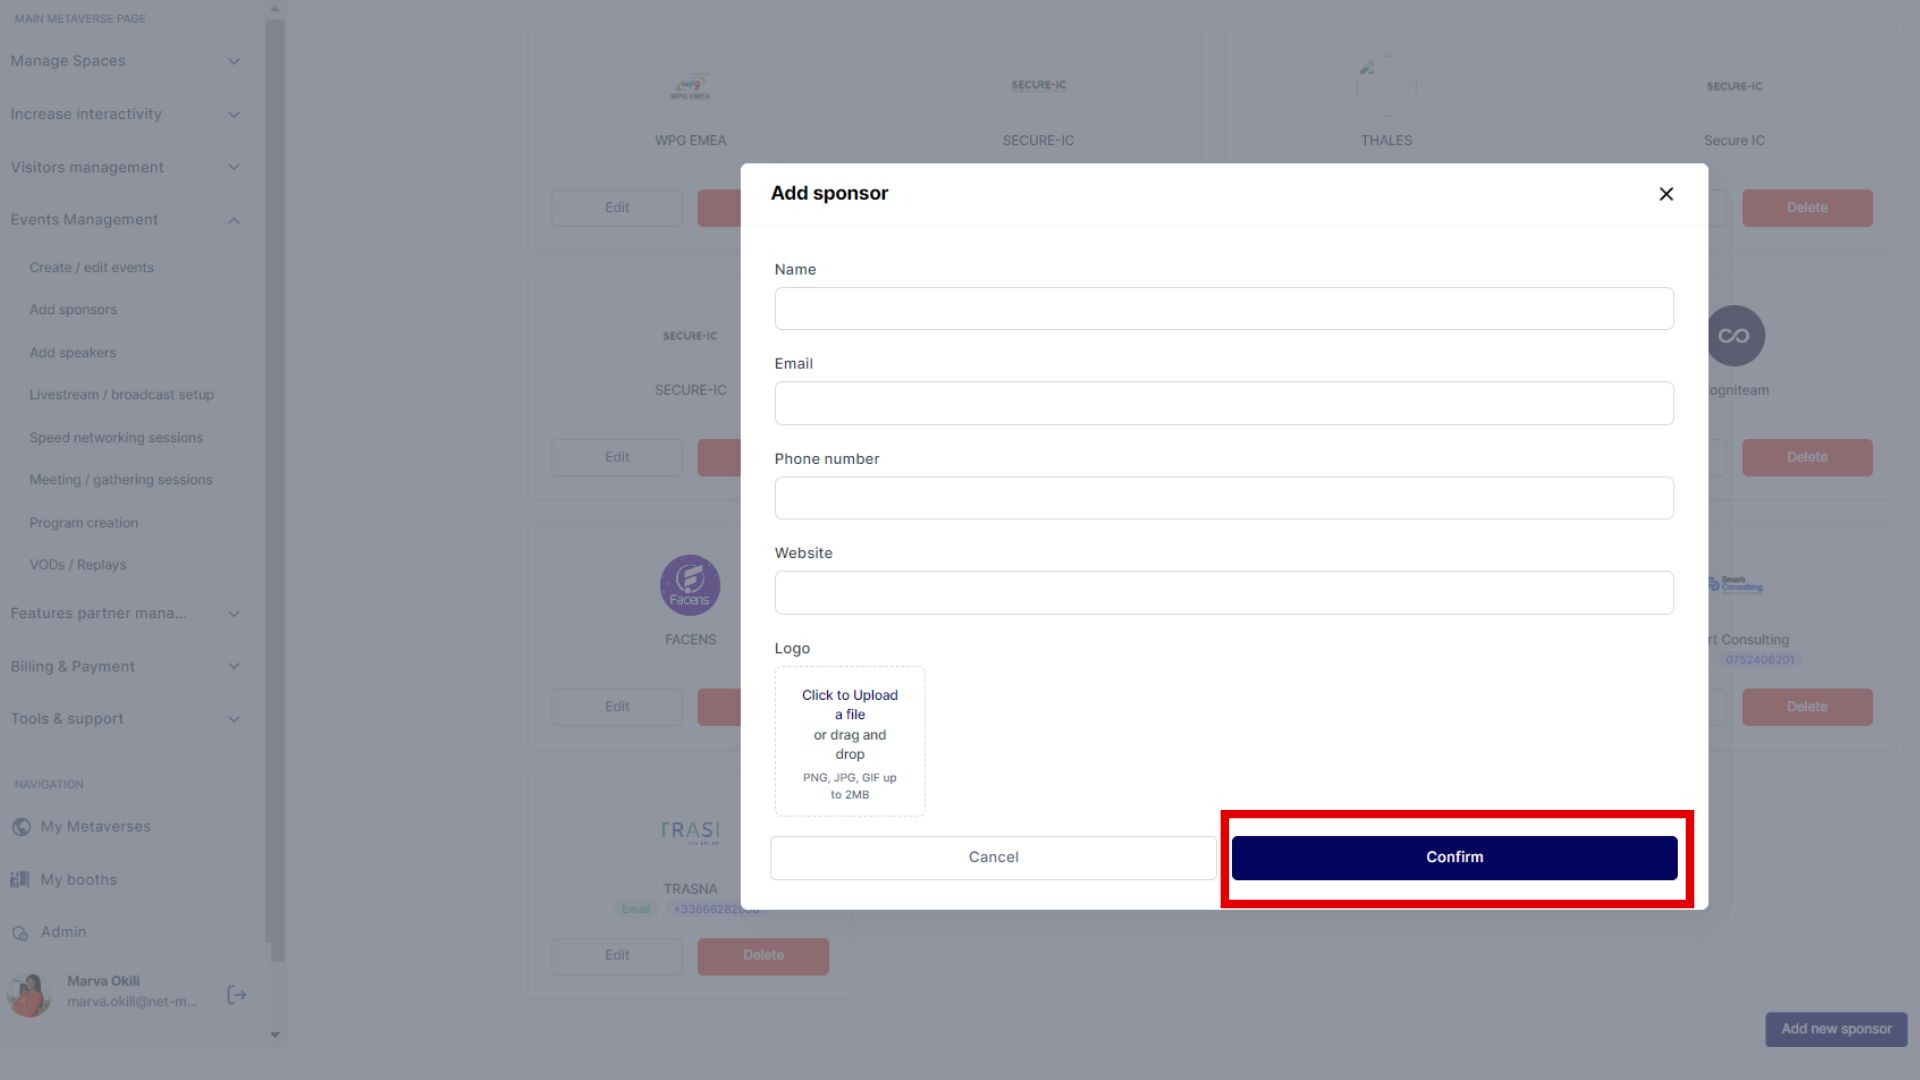 MAIN METAVERSE PAGE
Manage Spaces
Increase interactivity
Visitors management
Events Management
Create / edit events
Add sponsors
Add speakers
Livestream / broadcast setup
Speed networking sessions
Meeting / gathering sessions
Program creation
VODs / Replays
Features partner mana...
Billing & Payment
Tools & support
NAVIGATION
My Metaverses
My booths
Admin
Marva Okili
marva.okili@net-m...
wpg
WPG EMEA
WPG EMEA
Edit
SECURE-IC
SECURE-IC
THALES
SECURE-IC
Secure IC
Delete
SECURE-IC
SECURE-IC
Edit
ogniteam
Delete
Facens
FACENS
Edit
Smart
Consulting
rt Consulting
0752406201
Delete
TRASNA
Email
Edit
Delete
Add sponsor
Name
Email
Phone number
Website
Logo
Click to Upload
a file
or drag and
drop
PNG, JPG, GIF up
to 2MB
Cancel
Confirm
Add new sponsor